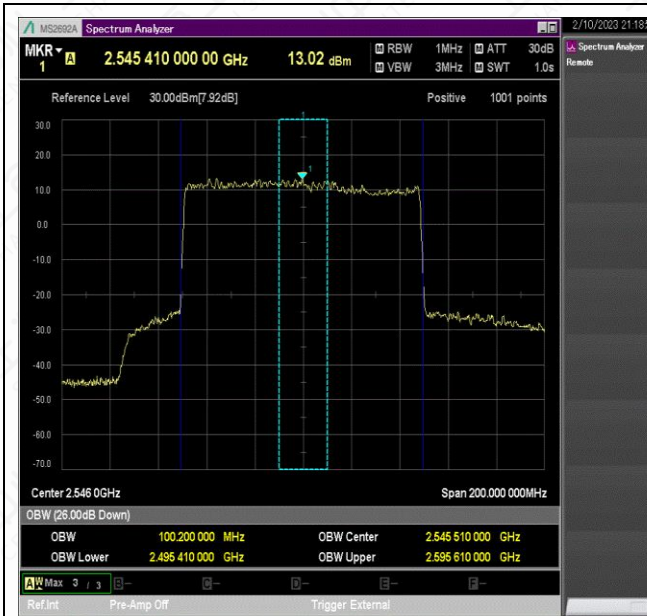 MS2692A Spectrum Analyzer
2/10/2023 21:18:5
MKR 1 A 2.545 410 000 00 GHz 13.02 dBm
RBW 1MHz ATT 30dB
VBW 3MHz SWT 1.0s
Spectrum Analyzer
Remote
Reference Level 30.00dBm[7.92dB] Positive 1001 points
30.0
20.0
1
10.0
0.0
-10.0
-20.0
-30.0
-40.0
-50.0
-60.0
-70.0
Center 2.546 0GHz Span 200.000 000MHz
OBW (26.00dB Down)
OBW 100.200 000 MHz OBW Center 2.545 510 000 GHz
OBW Lower 2.495 410 000 GHz OBW Upper 2.595 610 000 GHz
A W Max 3 / 3 B- C- D- E- F-
Ref.Int Pre-Amp Off Trigger External